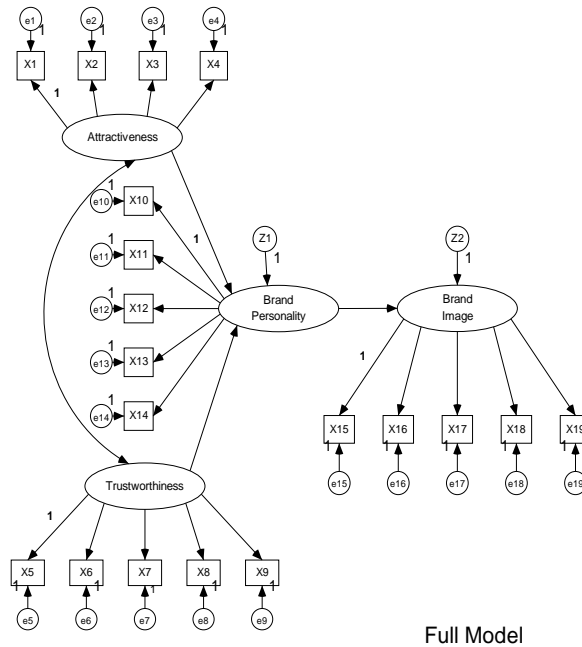 e1 e2 e3 e4
1 1 1 1
X1 X2 X3 X4
1
Attractiveness
1
e10 X10
1
1
e11 X11
Z1 Z2
1 1
1
e12 X12
Brand
Personality
Brand
Image
1
e13 X13
1
1
e14 X14
X15 X16 X17 X18 X19
1 1 1 1 1
e15 e16 e17 e18 e19
Trustworthiness
1
X5 X6 X7 X8 X9
1 1 1 1 1
e5 e6 e7 e8 e9
Full Model